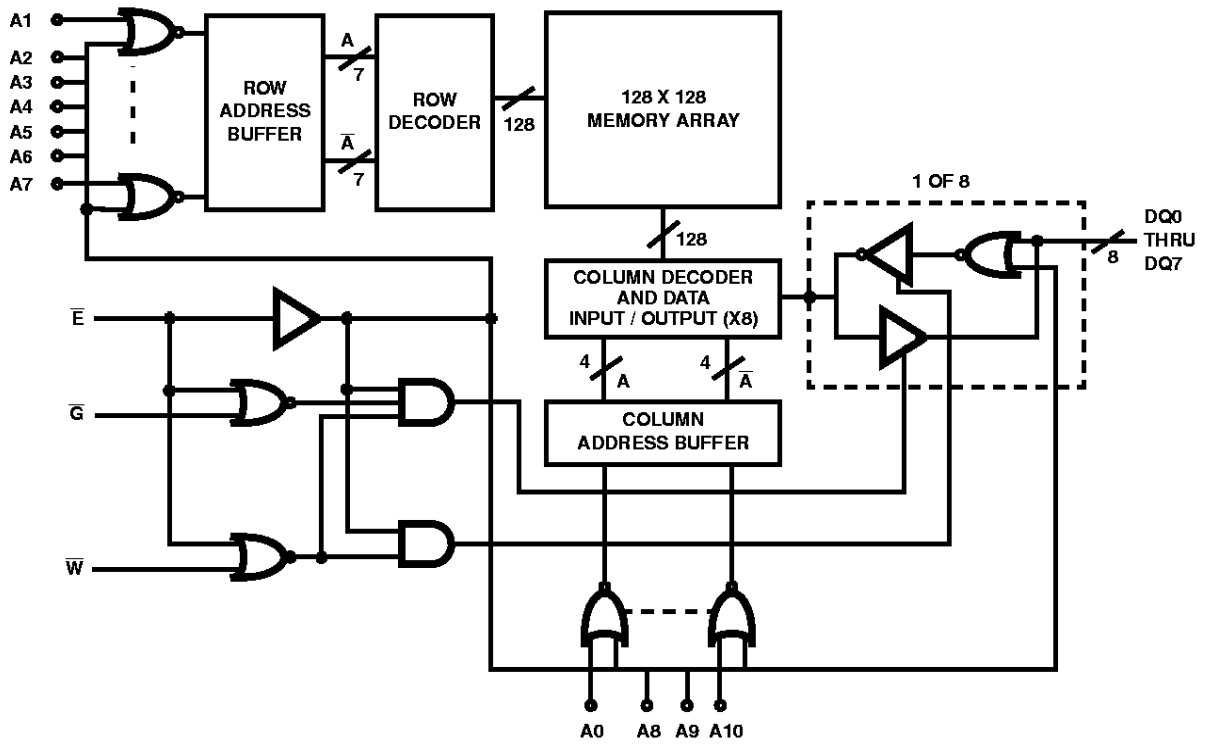 A1
A2
A3
A4
A5
A6
A7
ROW
ADDRESS
BUFFER
A
7
A̅
7
ROW
DECODER
128
128 X 128
MEMORY ARRAY
128
1 OF 8
DQ0
THRU
DQ7
8
COLUMN DECODER
AND DATA
INPUT / OUTPUT (X8)
E̅
G̅
W̅
4
A
4
A̅
COLUMN
ADDRESS BUFFER
A0
A8
A9
A10